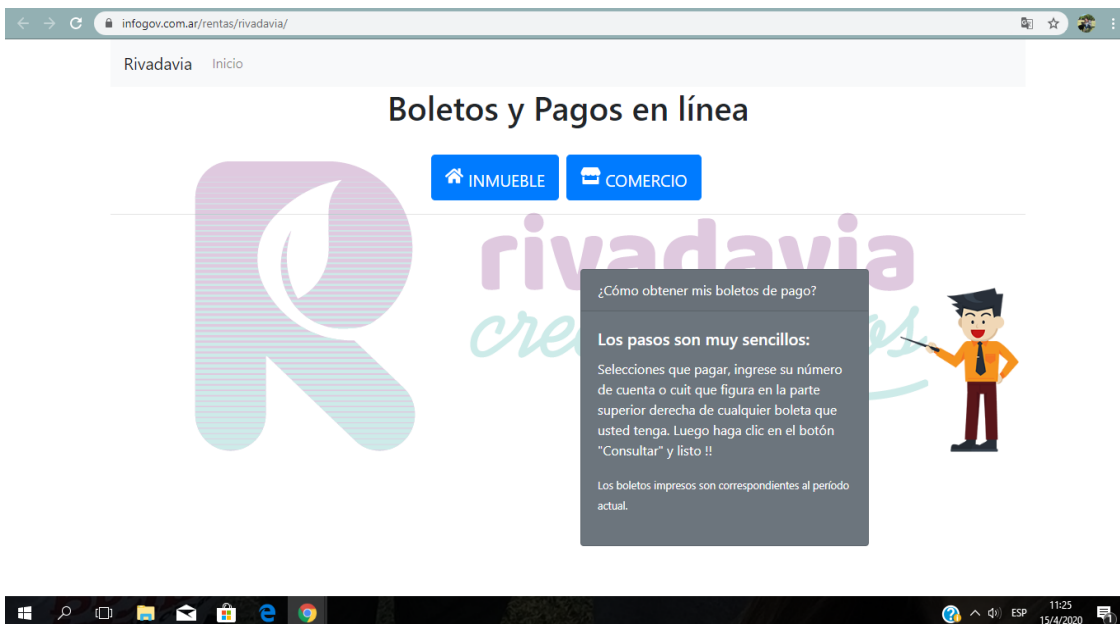 infogov.com.ar/rentas/rivadavia/
Rivadavia Inicio
Boletos y Pagos en línea
INMUEBLE COMERCIO
rivadavia
¿Cómo obtener mis boletos de pago?
Los pasos son muy sencillos:
Selecciones que pagar, ingrese su número
de cuenta o cuit que figura en la parte
superior derecha de cualquier boleta que
usted tenga. Luego haga clic en el botón
"Consultar" y listo !!
Los boletos impresos son correspondientes al período
actual.
ESP
11:25
15/4/2020